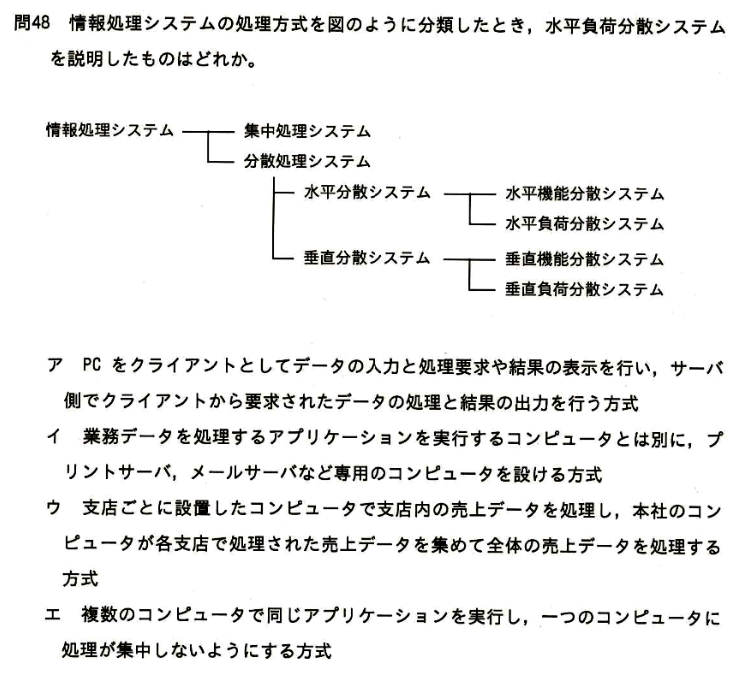 問48 情報処理システムの処理方式を図のように分類したとき，水平負荷分散システム
を説明したものはどれか。
情報処理システム
集中処理システム
分散処理システム
水平分散システム
水平機能分散システム
水平負荷分散システム
垂直分散システム
垂直機能分散システム
垂直負荷分散システム
ア PC をクライアントとしてデータの入力と処理要求や結果の表示を行い，サーバ
側でクライアントから要求されたデータの処理と結果の出力を行う方式
イ 業務データを処理するアプリケーションを実行するコンピュータとは別に，プ
リントサーバ，メールサーバなど専用のコンピュータを設ける方式
ウ 支店ごとに設置したコンピュータで支店内の売上データを処理し，本社のコン
ピュータが各支店で処理された売上データを集めて全体の売上データを処理する
方式
エ 複数のコンピュータで同じアプリケーションを実行し，一つのコンピュータに
処理が集中しないようにする方式